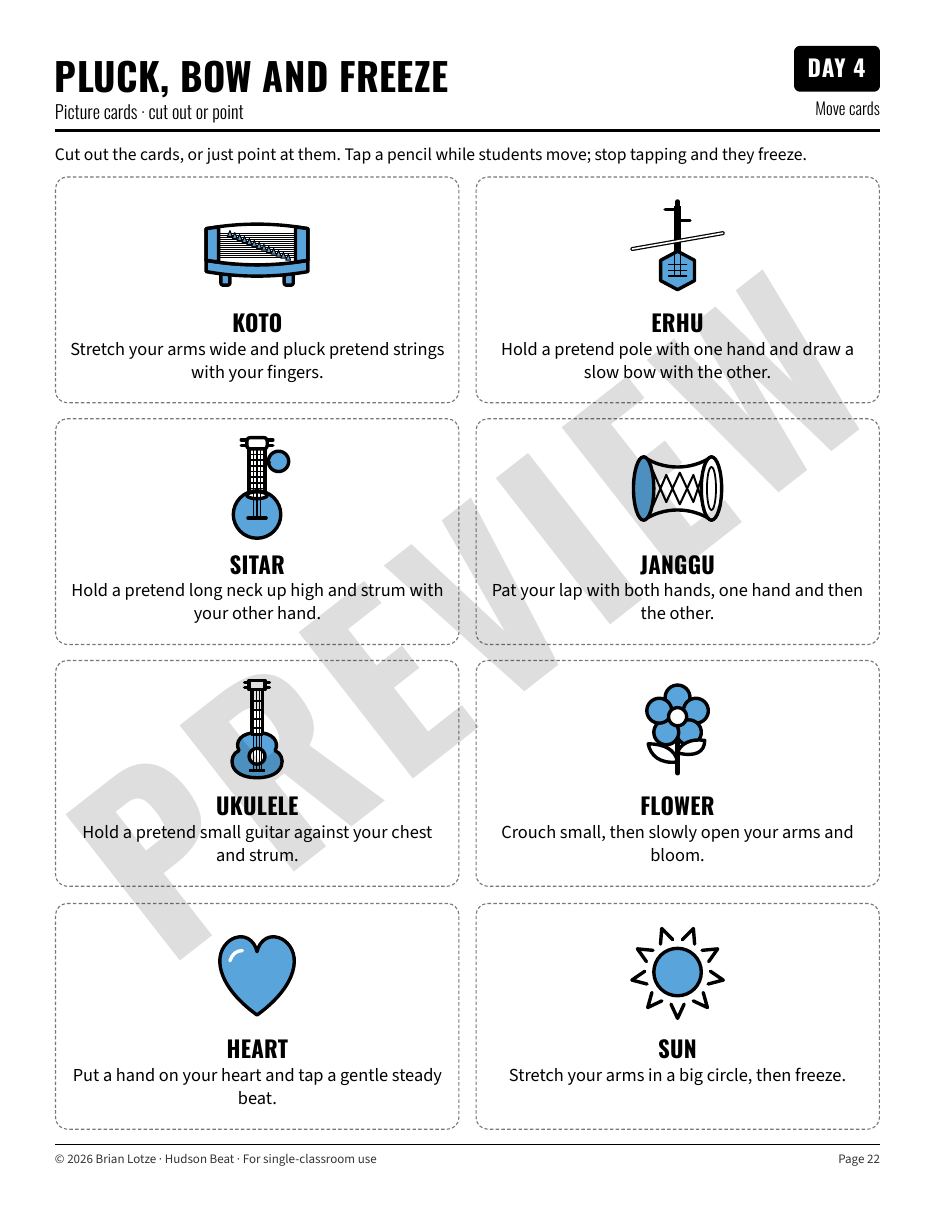 PLUCK, BOW AND FREEZE
DAY 4
Picture cards · cut out or point
Move cards
Cut out the cards, or just point at them. Tap a pencil while students move; stop tapping and they freeze.
KOTO
Stretch your arms wide and pluck pretend strings
with your fingers.
ERHU
Hold a pretend pole with one hand and draw a
slow bow with the other.
SITAR
Hold a pretend long neck up high and strum with
your other hand.
JANGGU
Pat your lap with both hands, one hand and then
the other.
UKULELE
Hold a pretend small guitar against your chest
and strum.
FLOWER
Crouch small, then slowly open your arms and
bloom.
HEART
Put a hand on your heart and tap a gentle steady
beat.
SUN
Stretch your arms in a big circle, then freeze.
PREVIEW
© 2026 Brian Lotze · Hudson Beat · For single-classroom use
Page 22